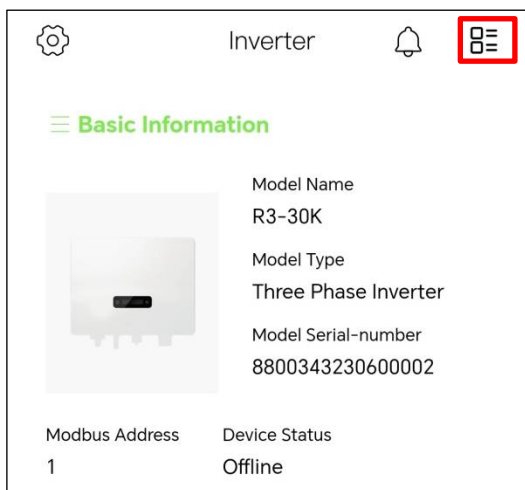 Inverter
Basic Information
Model Name
R3-30K
Model Type
Three Phase Inverter
Model Serial-number
8800343230600002
Modbus Address
Device Status
1
Offline